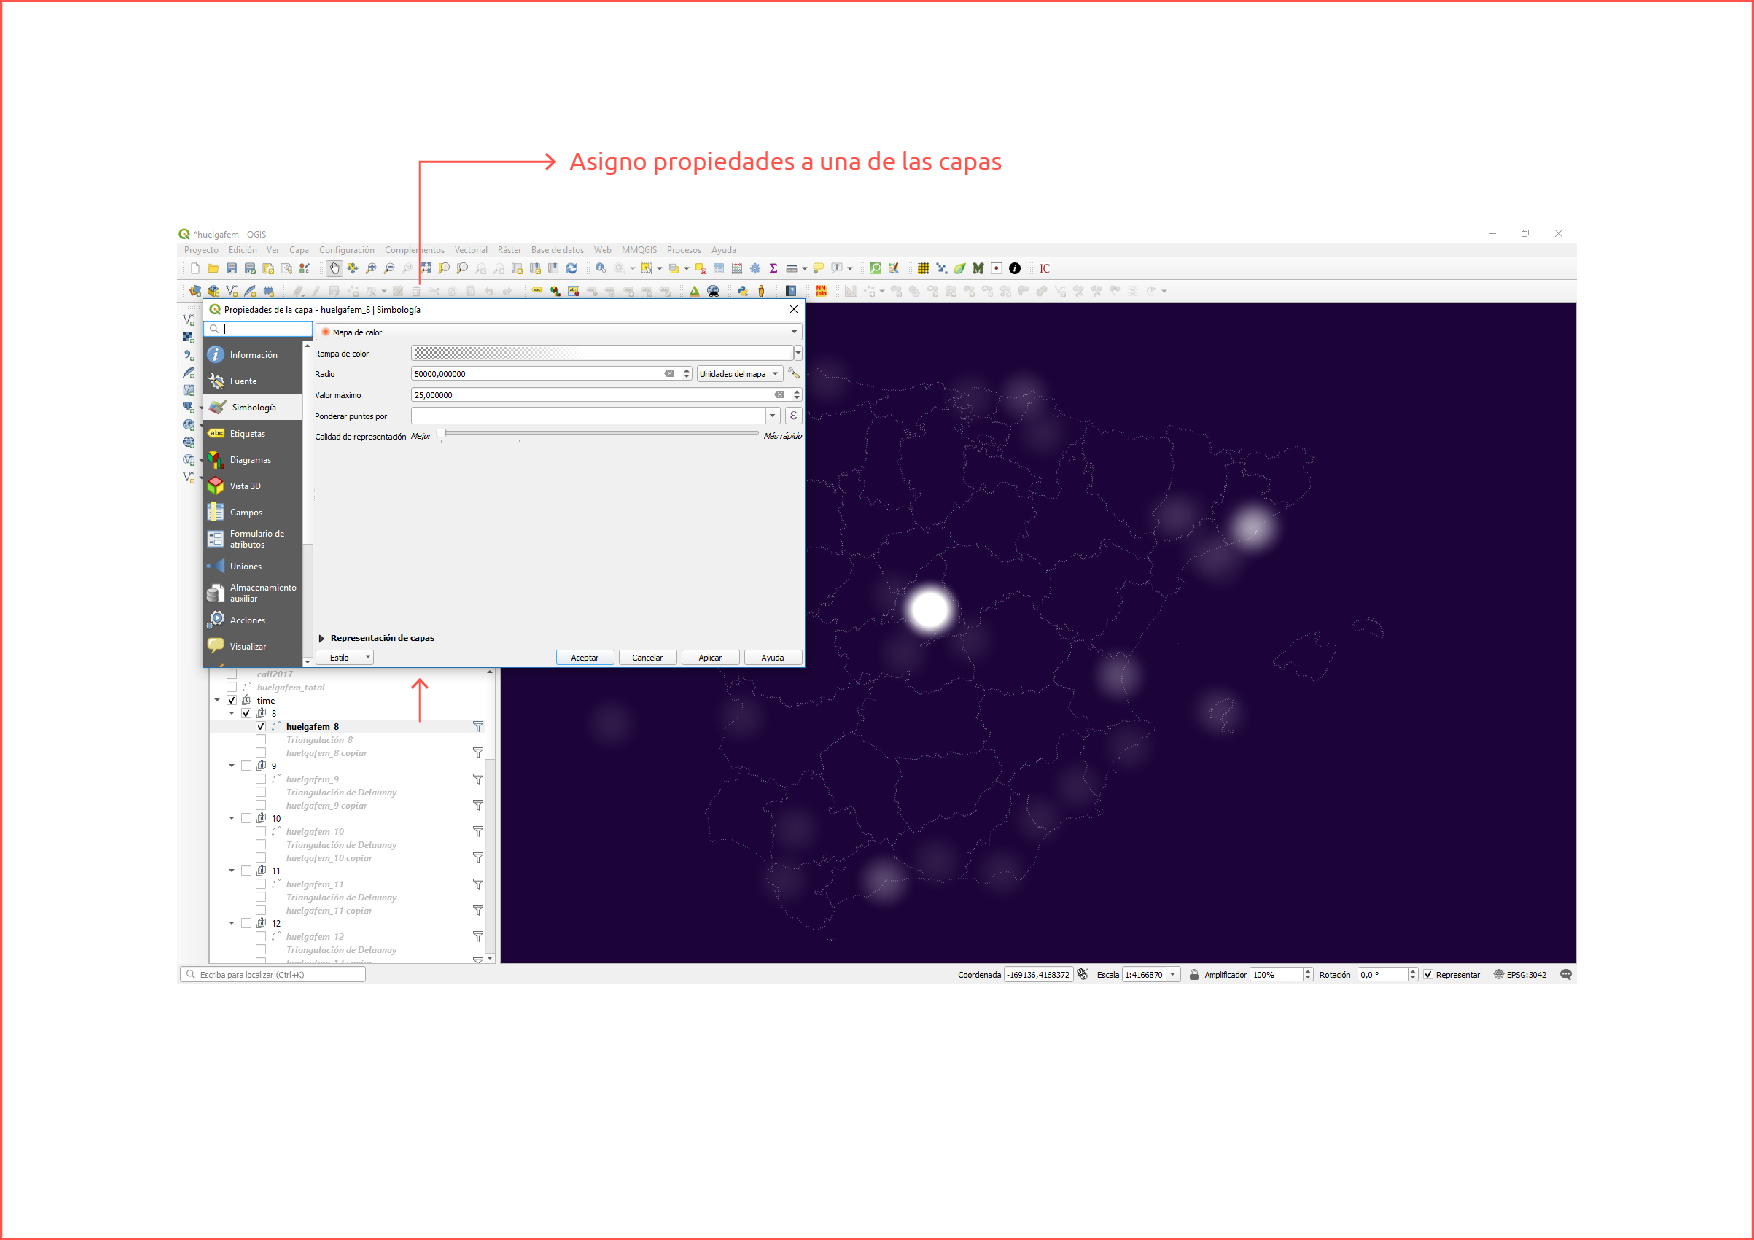 Asigno propiedades a una de las capas
*huelgafem - QGIS
Proyecto Edición Ver Capa Configuración Complementos Vectorial Ráster Base de datos Web MMQGIS Procesos Ayuda
Propiedades de la capa - huelgafem_8 | Simbología
Mapa de calor
Información
Fuente
Simbología
Etiquetas
Diagramas
Vista 3D
Campos
Formulario de
atributos
Uniones
Almacenamiento
auxiliar
Acciones
Visualizar
Rampa de color
Radio 50000,000000 Unidades del mapa
Valor máximo 25,000000
Ponderar puntos por ε
Calidad de representación Mejor Más rápido
Representación de capas
Estilo Aceptar Cancelar Aplicar Ayuda
huelgafem_total
time
8
huelgafem_8
Triangulación 8
huelgafem_8 copiar
9
huelgafem_9
Triangulación de Delaunay
huelgafem_9 copiar
10
huelgafem_10
Triangulación de Delaunay
huelgafem_10 copiar
11
huelgafem_11
Triangulación de Delaunay
huelgafem_11 copiar
12
huelgafem_12
Triangulación de Delaunay
Escriba para localizar (Ctrl+K) Coordenada -169136,4158372 Escala 1:4166870 Amplificador 100% Rotación 0,0 ° Representar EPSG:3042